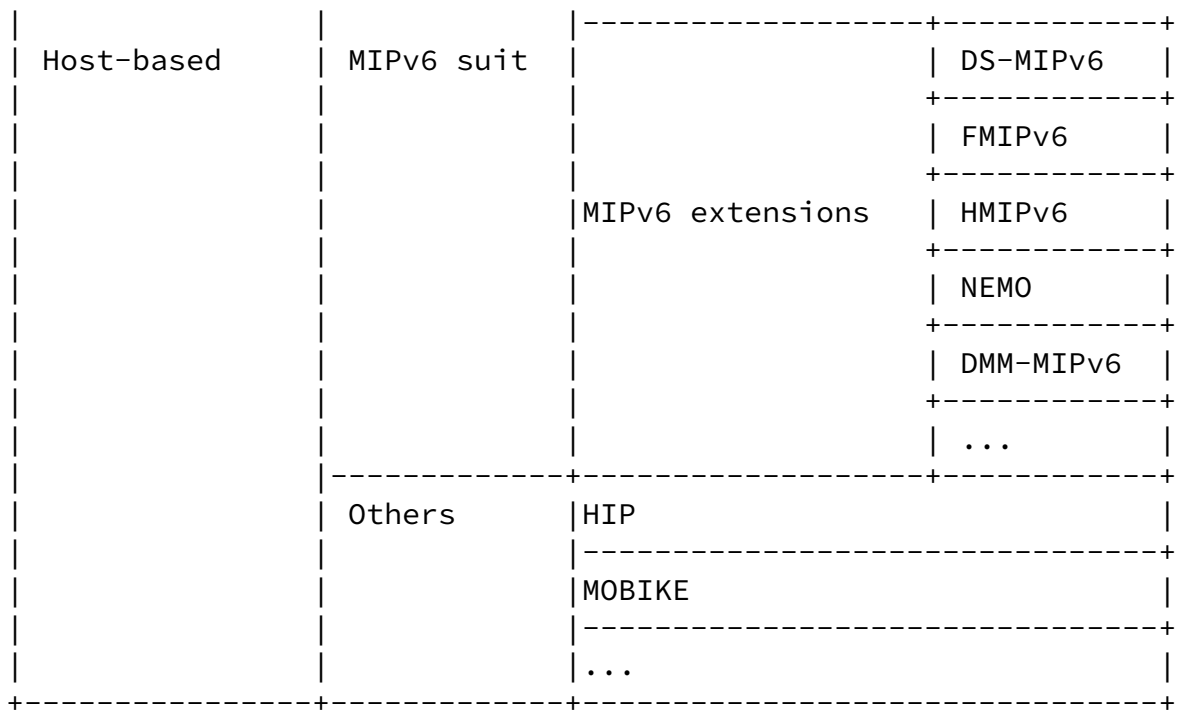 Host-based MIPv6 suit DS-MIPv6
FMIPv6
MIPv6 extensions HMIPv6
NEMO
DMM-MIPv6
...
Others HIP
MOBIKE
...